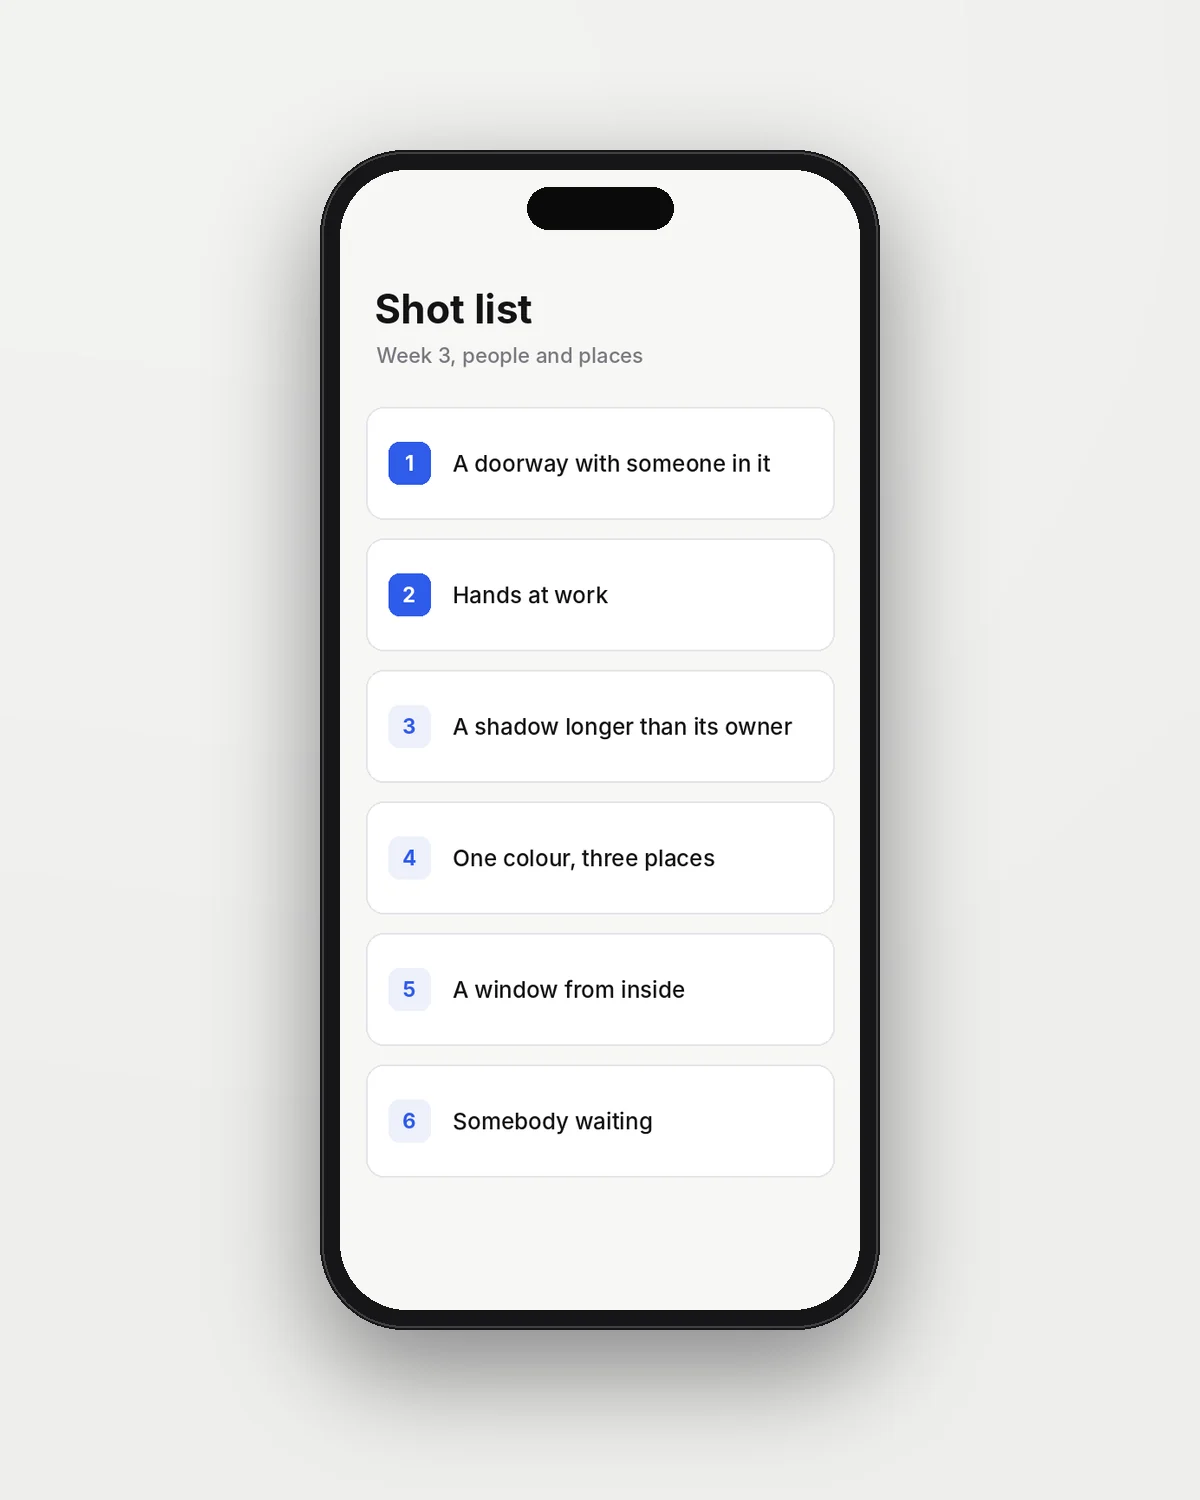 Shot list
Week 3, people and places
1 A doorway with someone in it
2 Hands at work
3 A shadow longer than its owner
4 One colour, three places
5 A window from inside
6 Somebody waiting